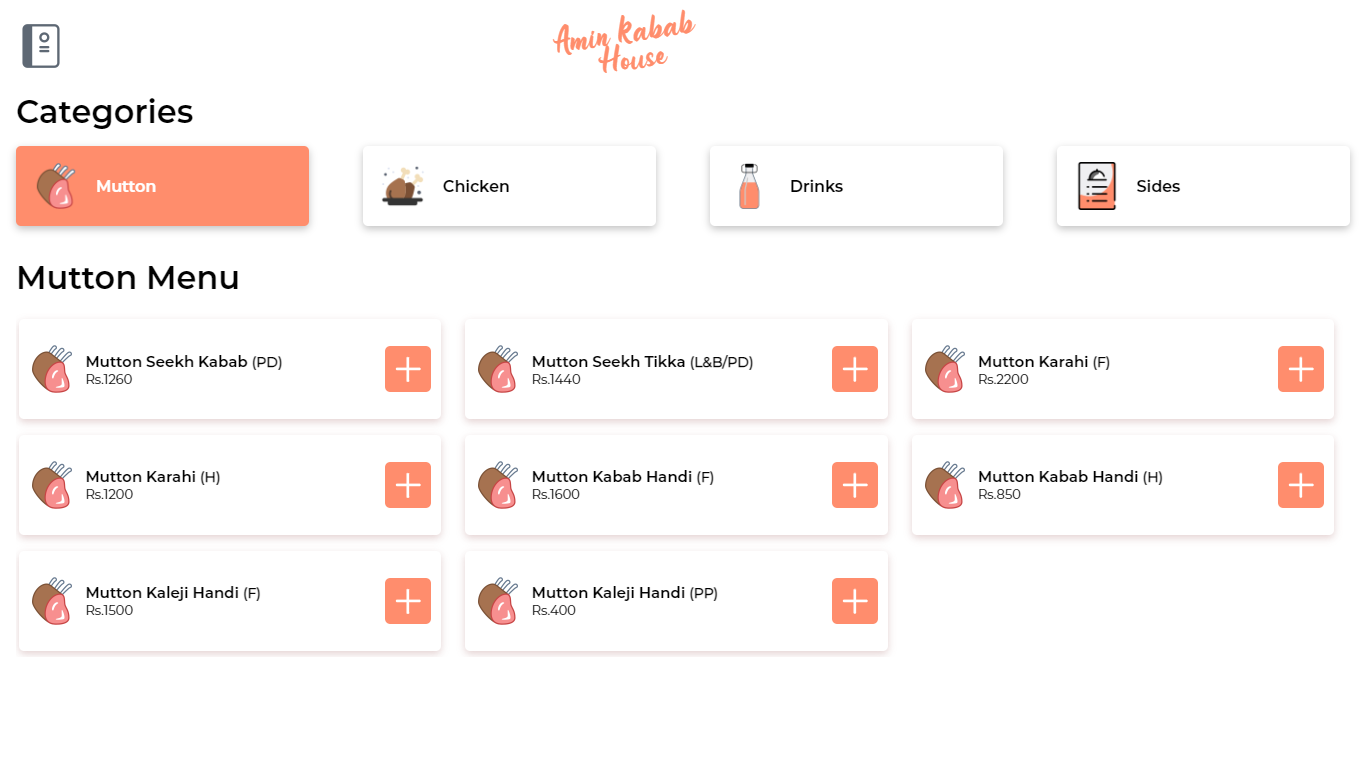 Amin Kabab
House
Categories
Mutton
Chicken
Drinks
Sides
Mutton Menu
Mutton Seekh Kabab (PD)
Rs.1260
Mutton Seekh Tikka (L&B/PD)
Rs.1440
Mutton Karahi (F)
Rs.2200
Mutton Karahi (H)
Rs.1200
Mutton Kabab Handi (F)
Rs.1600
Mutton Kabab Handi (H)
Rs.850
Mutton Kaleji Handi (F)
Rs.1500
Mutton Kaleji Handi (PP)
Rs.400